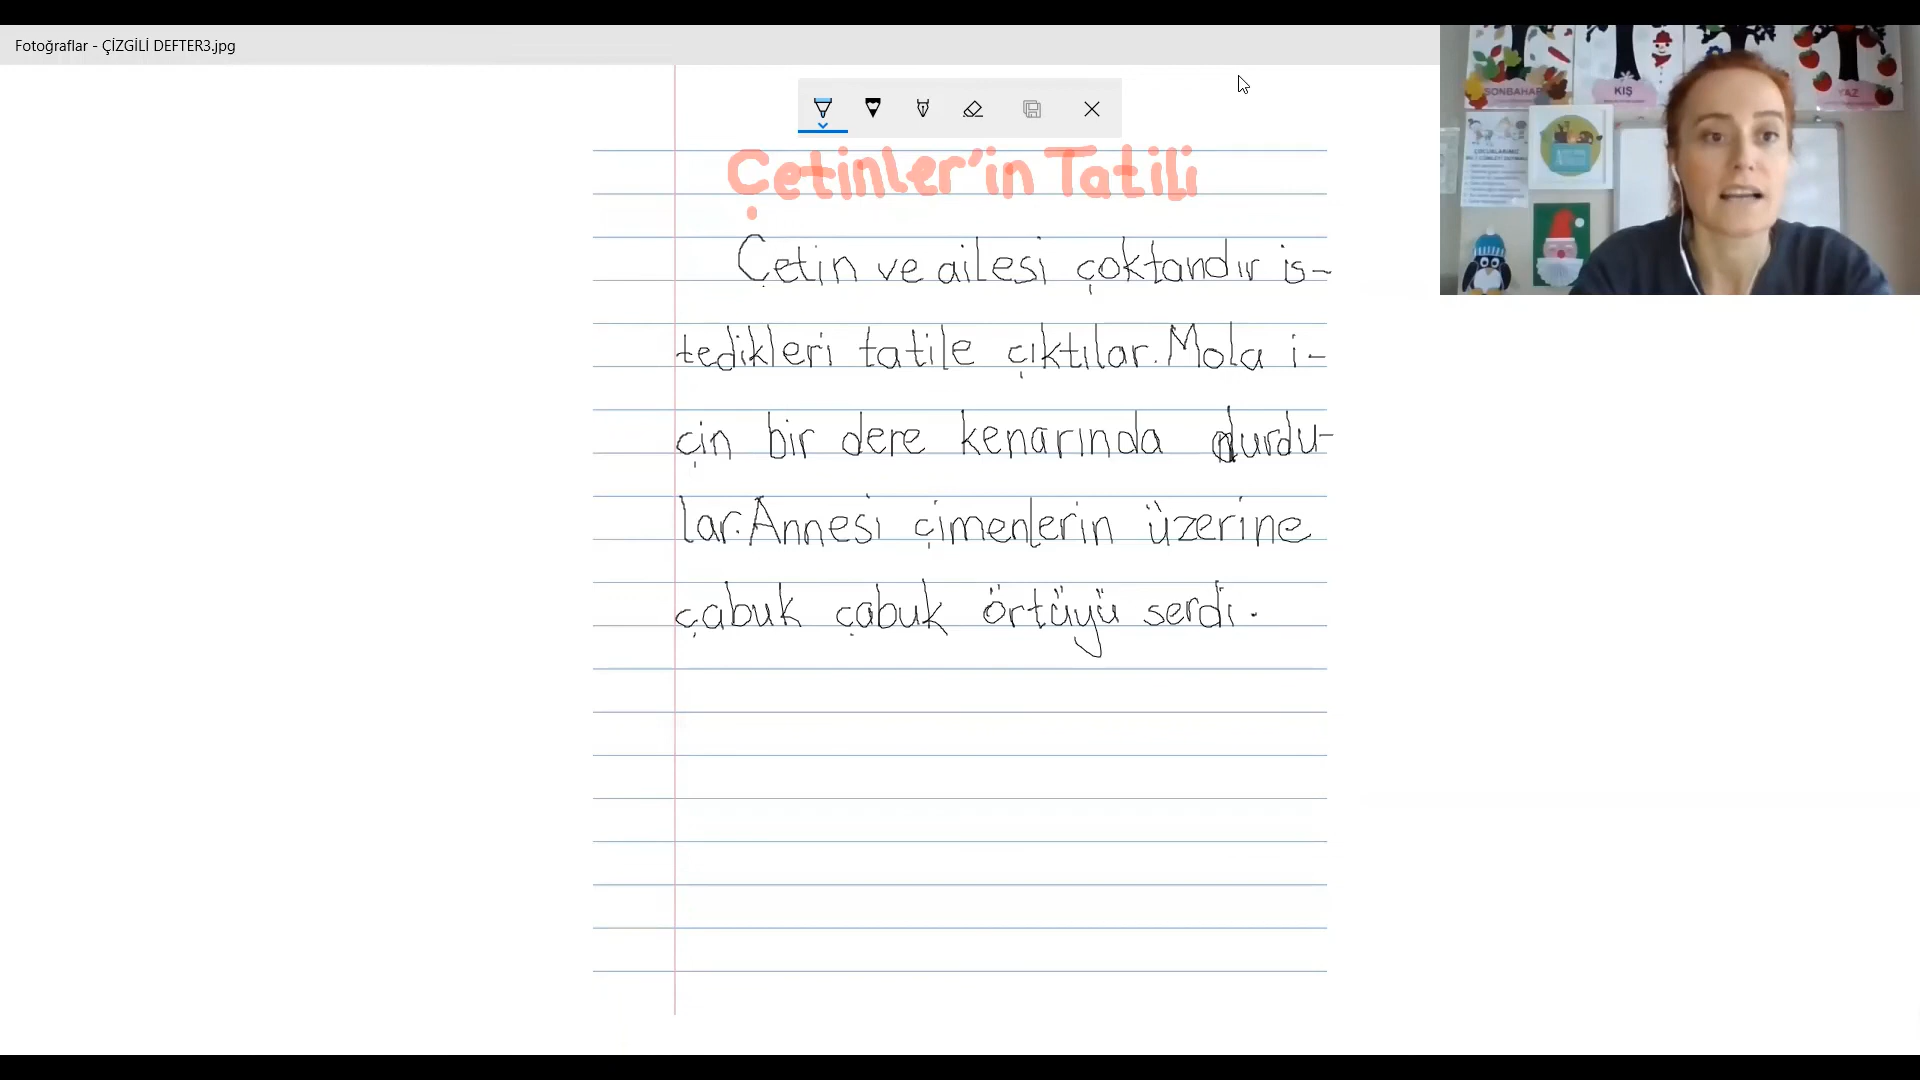 Fotoğraflar - ÇİZGİLİ DEFTER3.jpg
SONBAHAR
KIŞ
YAZ
Çetinler'in Tatili
Çetin ve ailesi çoktandır is-
tedikleri tatile çıktılar. Mola i-
çin bir dere kenarında durdu-
lar. Annesi çimenlerin üzerine
çabuk çabuk örtüyü serdi.